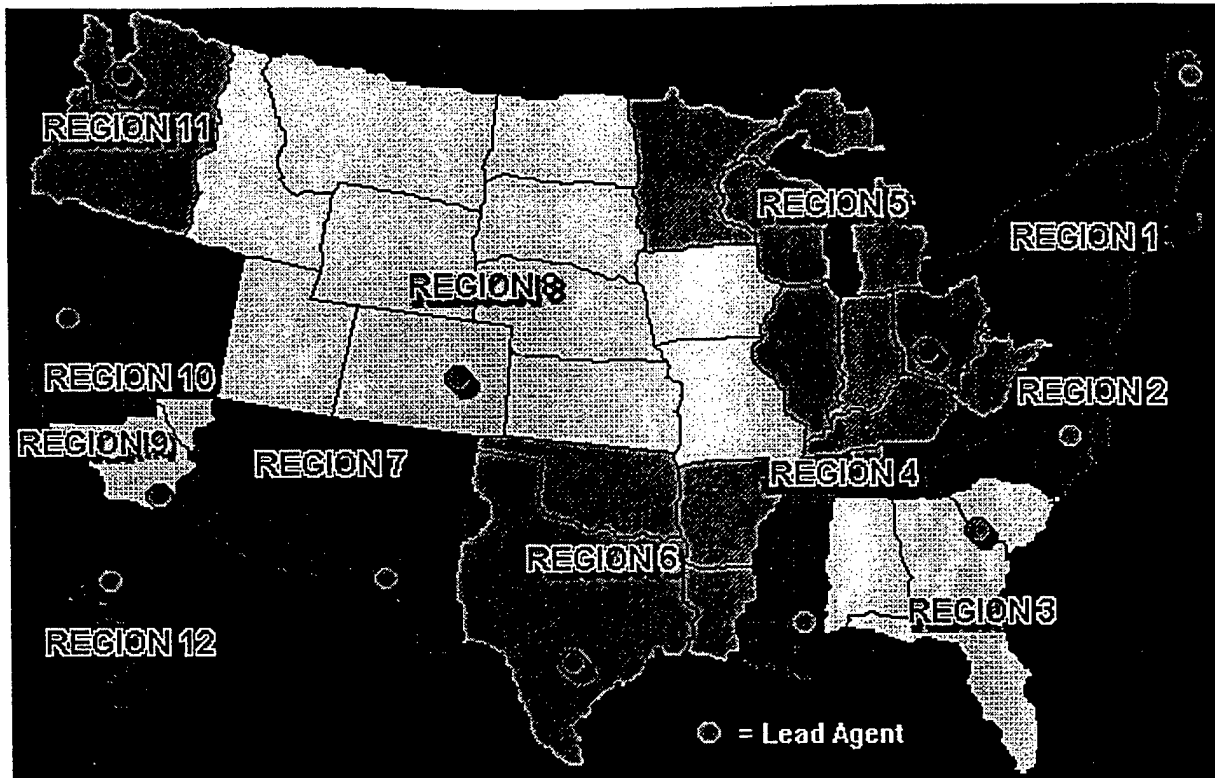 REGION 11
REGION 5
REGION 1
REGION 8
REGION 10
REGION 2
REGION 9
REGION 7
REGION 4
REGION 6
REGION 3
REGION 12
= Lead Agent